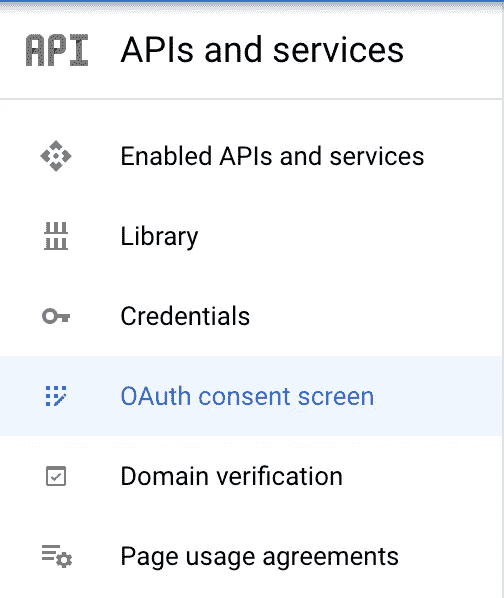 API APIs and services
Enabled APIs and services
Library
Credentials
OAuth consent screen
Domain verification
Page usage agreements